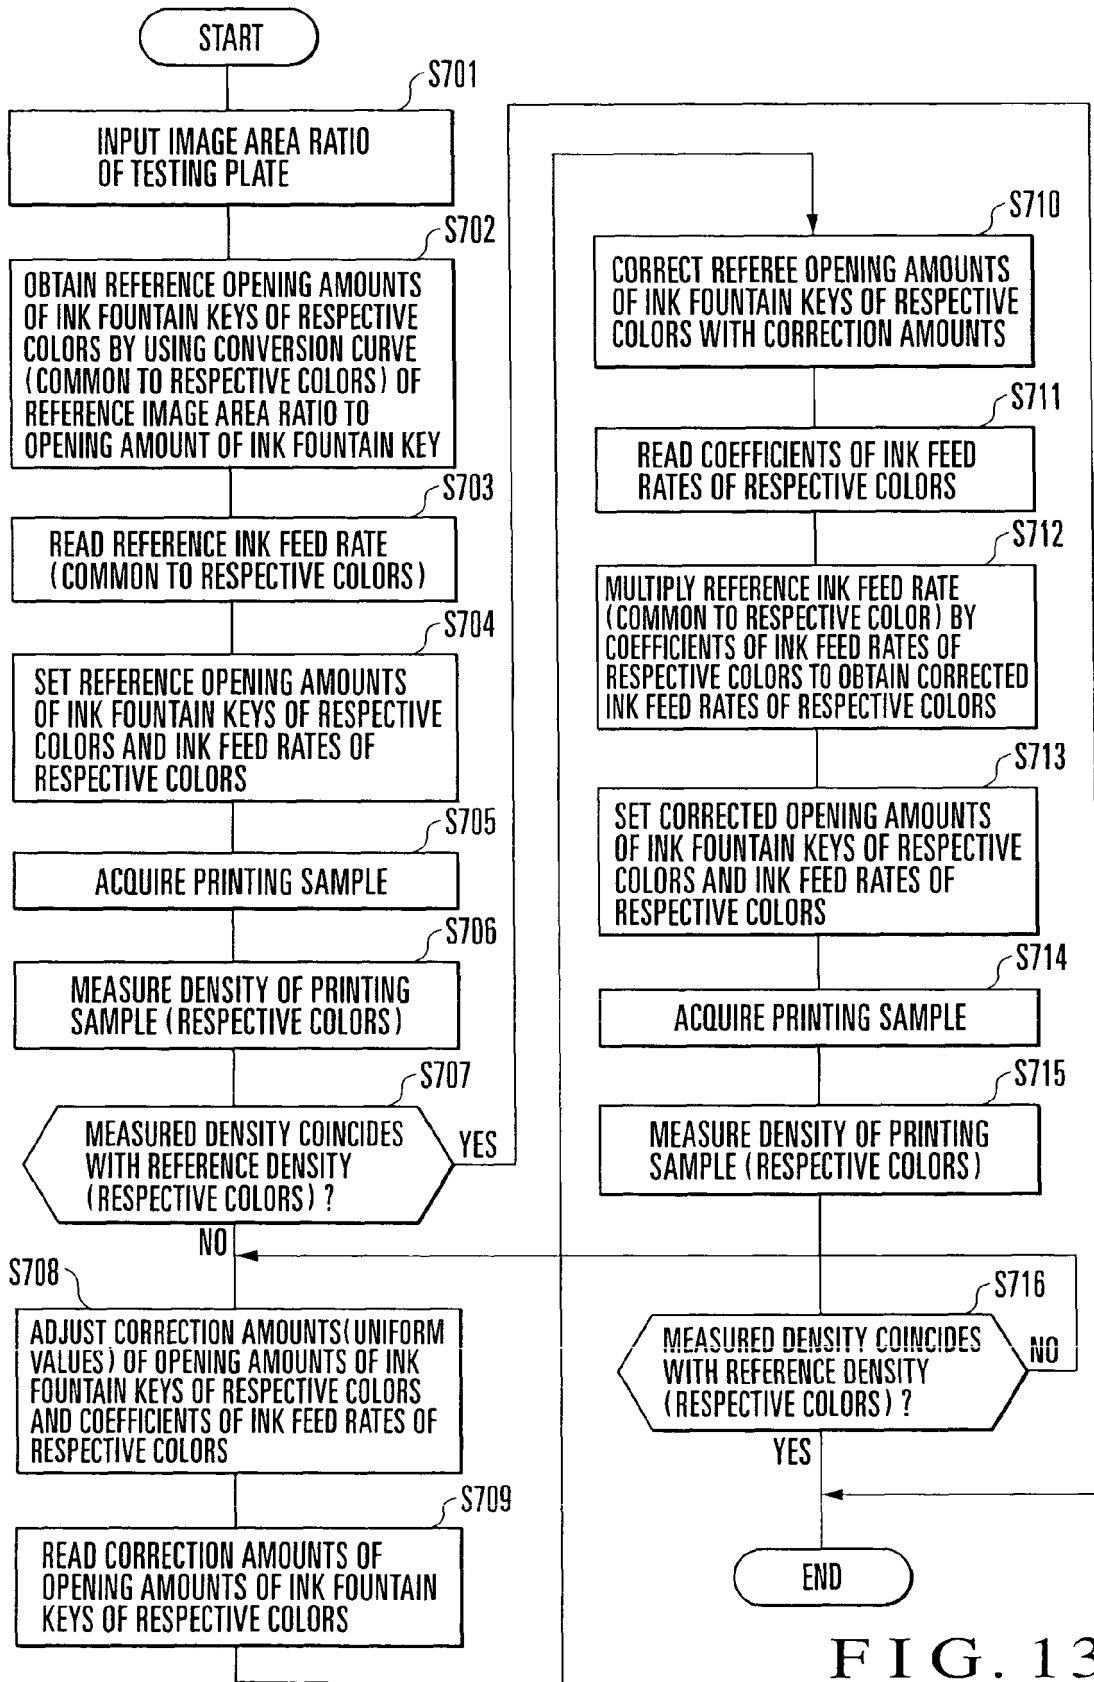 START
S701
INPUT IMAGE AREA RATIO
OF TESTING PLATE
S702
OBTAIN REFERENCE OPENING AMOUNTS
OF INK FOUNTAIN KEYS OF RESPECTIVE
COLORS BY USING CONVERSION CURVE
(COMMON TO RESPECTIVE COLORS) OF
REFERENCE IMAGE AREA RATIO TO
OPENING AMOUNT OF INK FOUNTAIN KEY
S703
READ REFERENCE INK FEED RATE
(COMMON TO RESPECTIVE COLORS)
S704
SET REFERENCE OPENING AMOUNTS
OF INK FOUNTAIN KEYS OF RESPECTIVE
COLORS AND INK FEED RATES OF
RESPECTIVE COLORS
S705
ACQUIRE PRINTING SAMPLE
S706
MEASURE DENSITY OF PRINTING
SAMPLE (RESPECTIVE COLORS)
S707
MEASURED DENSITY COINCIDES
WITH REFERENCE DENSITY
(RESPECTIVE COLORS) ?
YES
NO
S708
ADJUST CORRECTION AMOUNTS(UNIFORM
VALUES) OF OPENING AMOUNTS OF INK
FOUNTAIN KEYS OF RESPECTIVE COLORS
AND COEFFICIENTS OF INK FEED RATES OF
RESPECTIVE COLORS
S709
READ CORRECTION AMOUNTS OF
OPENING AMOUNTS OF INK FOUNTAIN
KEYS OF RESPECTIVE COLORS
S710
CORRECT REFEREE OPENING AMOUNTS
OF INK FOUNTAIN KEYS OF RESPECTIVE
COLORS WITH CORRECTION AMOUNTS
S711
READ COEFFICIENTS OF INK FEED
RATES OF RESPECTIVE COLORS
S712
MULTIPLY REFERENCE INK FEED RATE
(COMMON TO RESPECTIVE COLOR) BY
COEFFICIENTS OF INK FEED RATES OF
RESPECTIVE COLORS TO OBTAIN CORRECTED
INK FEED RATES OF RESPECTIVE COLORS
S713
SET CORRECTED OPENING AMOUNTS
OF INK FOUNTAIN KEYS OF RESPECTIVE
COLORS AND INK FEED RATES OF
RESPECTIVE COLORS
S714
ACQUIRE PRINTING SAMPLE
S715
MEASURE DENSITY OF PRINTING
SAMPLE (RESPECTIVE COLORS)
S716
MEASURED DENSITY COINCIDES
WITH REFERENCE DENSITY
(RESPECTIVE COLORS) ?
NO
YES
END
FIG. 13